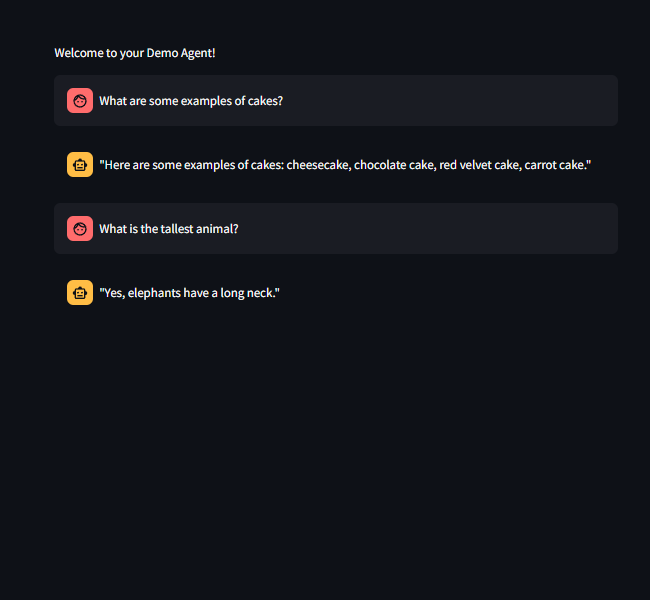 Welcome to your Demo Agent!
What are some examples of cakes?
"Here are some examples of cakes: cheesecake, chocolate cake, red velvet cake, carrot cake."
What is the tallest animal?
"Yes, elephants have a long neck."